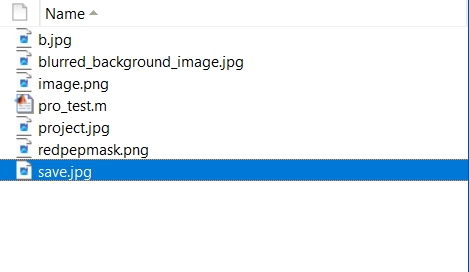 Name
b.jpg
blurred_background_image.jpg
image.png
pro_test.m
project.jpg
redpepmask.png
save.jpg